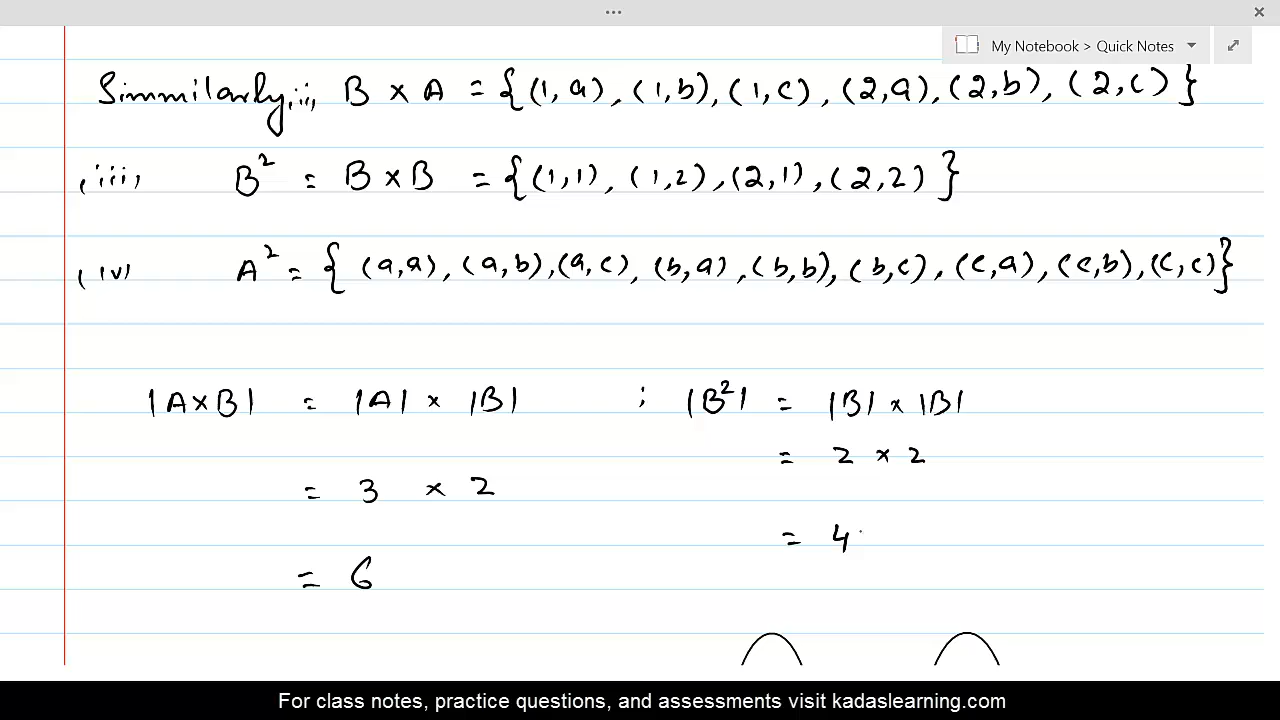 ...
×
My Notebook > Quick Notes
Simmilarly,ii, B × A = {(1,a), (1,b), (1,c), (2,a), (2,b), (2,c)}
(iii, B² = B × B = {(1,1), (1,2), (2,1), (2,2)}
(iv) A² = { (a,a), (a,b), (a,c), (b,a), (b,b), (b,c), (c,a), (c,b), (c,c)}
|A×B| = |A| × |B| ; |B²| = |B| × |B|
= 2 × 2
= 3 × 2
= 4
= 6
For class notes, practice questions, and assessments visit kadaslearning.com